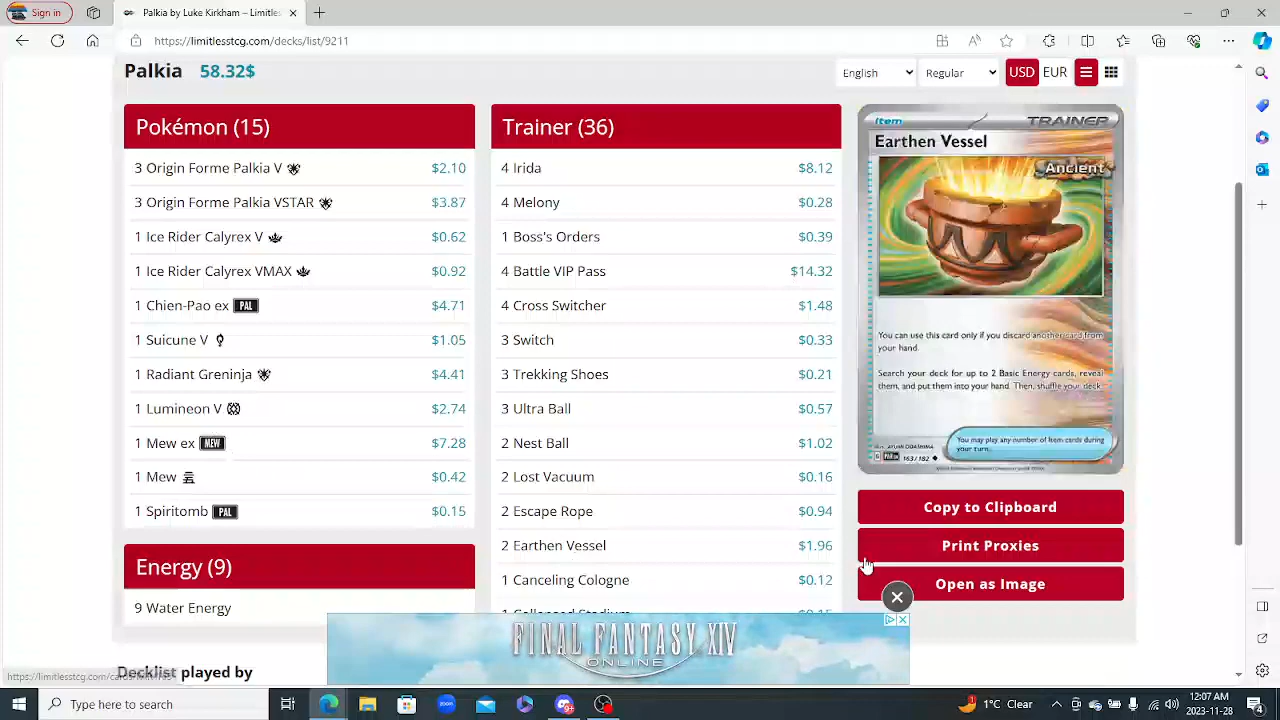 Sign in
Palkia by Luke Kirkham – Limitles
https://limitlesstcg.com/decks/list/9211
Palkia 58.32$
English
Regular
USD
EUR
Pokémon (15)
3 Origin Forme Palkia V $2.10
3 Origin Forme Palkia VSTAR $3.87
1 Ice Rider Calyrex V $0.62
1 Ice Rider Calyrex VMAX $0.92
1 Chien-Pao ex PAL $4.71
1 Suicune V $1.05
1 Radiant Greninja $4.41
1 Lumineon V $2.74
1 Mew ex MEW $7.28
1 Mew $0.42
1 Spiritomb PAL $0.15
Energy (9)
9 Water Energy
Trainer (36)
4 Irida $8.12
4 Melony $0.28
1 Boss's Orders $0.39
4 Battle VIP Pass $14.32
4 Cross Switcher $1.48
3 Switch $0.33
3 Trekking Shoes $0.21
3 Ultra Ball $0.57
2 Nest Ball $1.02
2 Lost Vacuum $0.16
2 Escape Rope $0.94
2 Earthen Vessel $1.96
1 Canceling Cologne $0.12
Item
TRAINER
Earthen Vessel
Ancient
You can use this card only if you discard another card from
your hand.
Search your deck for up to 2 Basic Energy cards, reveal
them, and put them into your hand. Then, shuffle your deck.
You may play any number of Item cards during
your turn.
163/182
Copy to Clipboard
Print Proxies
Open as Image
FINAL FANTASY XIV
ONLINE
Decklist played by
Type here to search
zoom
1°C Clear
12:07 AM
2023-11-28